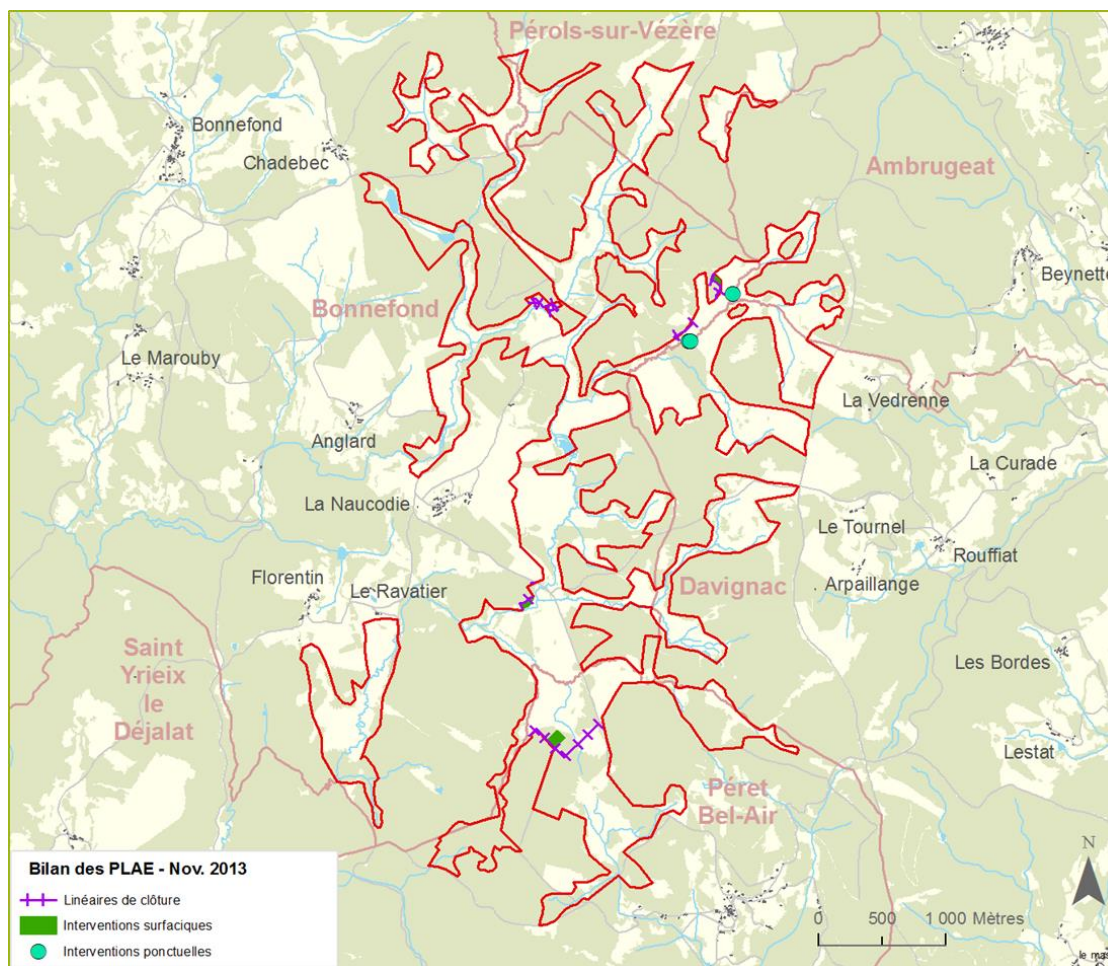 Pérols-sur-Vézère
Bonnefond
Chadebec
Ambrugeat
Beynette
Bonnefond
Le Marouby
La Vedrenne
Anglard
La Curade
La Naucodie
Le Tournel
Rouffiat
Florentin
Le Ravatier
Davignac
Arpaillange
Saint
Yrieix
le
Déjalat
Les Bordes
Lestat
Péret
Bel-Air
N
Bilan des PLAE - Nov. 2013
Linéaires de clôture
Interventions surfaciques
Interventions ponctuelles
0 500 1 000 Mètres
le mas